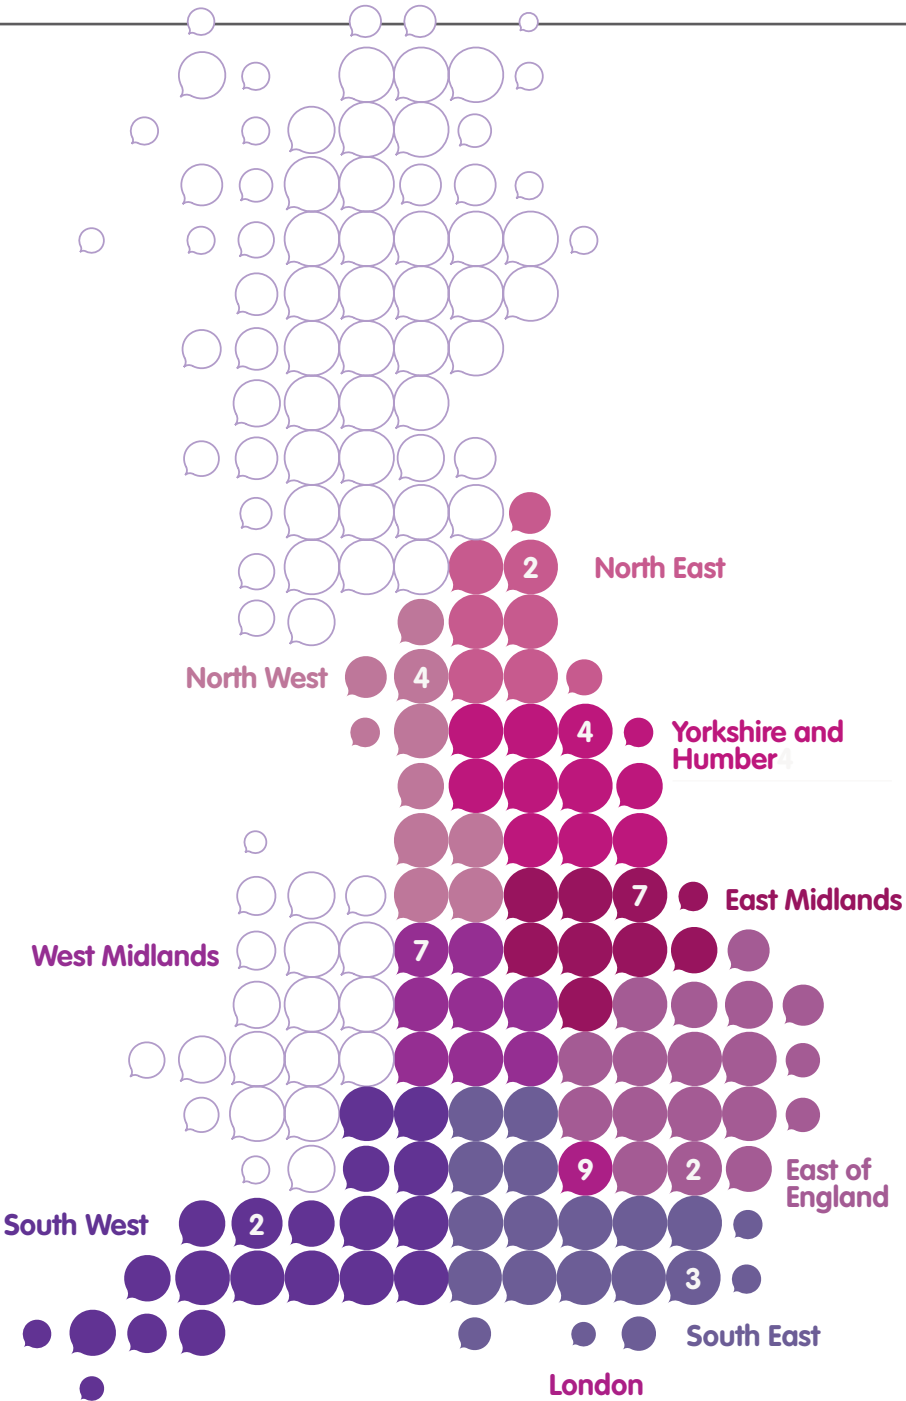 2
North East
North West
4
4
Yorkshire and
Humber
4
7
East Midlands
West Midlands
7
9
2
East of
England
South West
2
3
South East
London